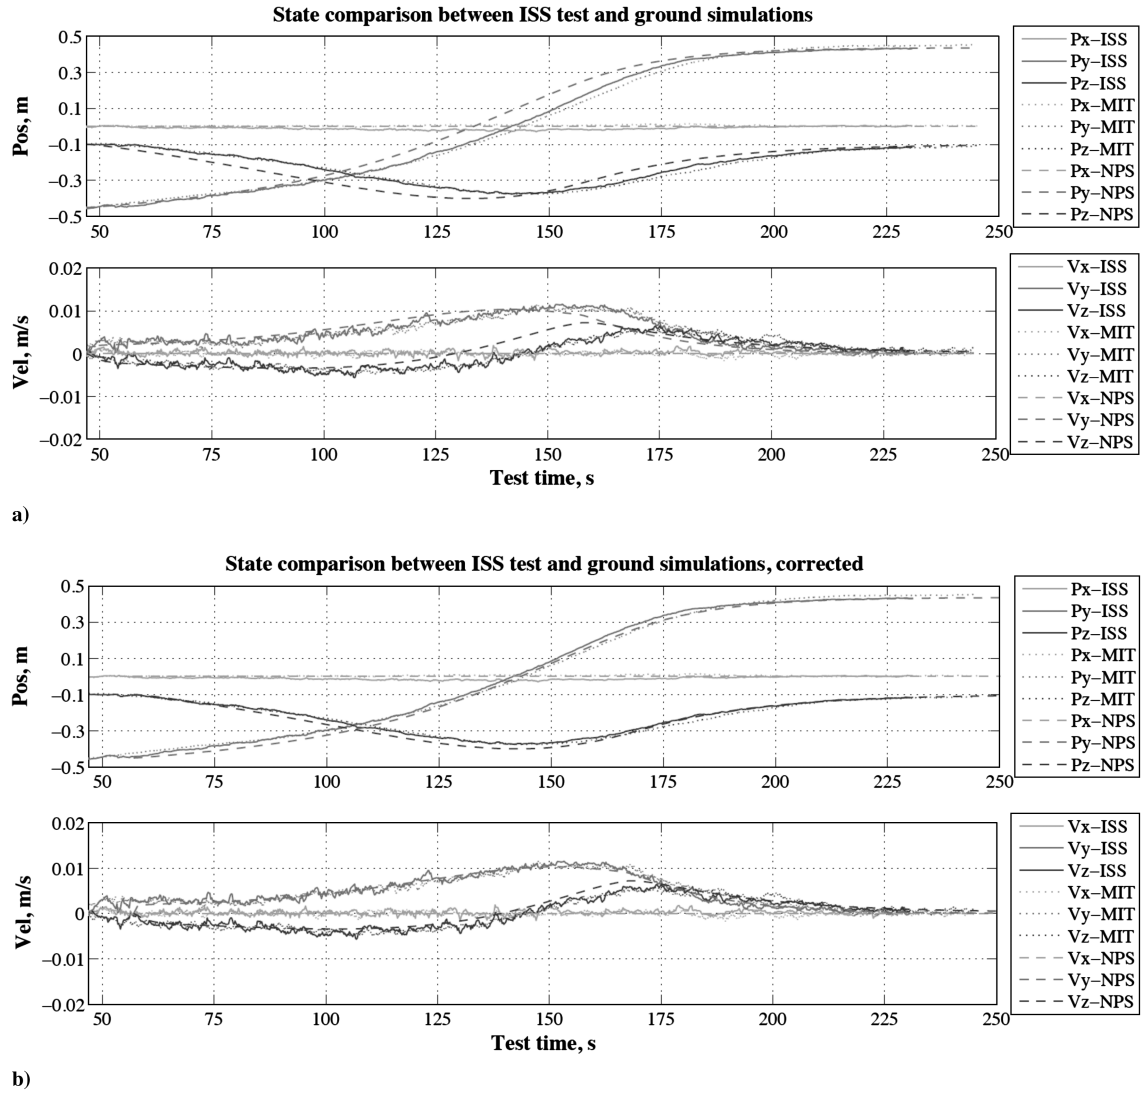 State comparison between ISS test and ground simulations
Pos, m
0.5
0.3
0.1
−0.1
−0.3
−0.5
50 75 100 125 150 175 200 225 250
Px−ISS
Py−ISS
Pz−ISS
Px−MIT
Py−MIT
Pz−MIT
Px−NPS
Py−NPS
Pz−NPS
Vel, m/s
0.02
0.01
0
−0.01
−0.02
50 75 100 125 150 175 200 225 250
Test time, s
Vx−ISS
Vy−ISS
Vz−ISS
Vx−MIT
Vy−MIT
Vz−MIT
Vx−NPS
Vy−NPS
Vz−NPS
a)
State comparison between ISS test and ground simulations, corrected
Pos, m
0.5
0.3
0.1
−0.1
−0.3
−0.5
50 75 100 125 150 175 200 225 250
Px−ISS
Py−ISS
Pz−ISS
Px−MIT
Py−MIT
Pz−MIT
Px−NPS
Py−NPS
Pz−NPS
Vel, m/s
0.02
0.01
0
−0.01
−0.02
50 75 100 125 150 175 200 225 250
Test time, s
Vx−ISS
Vy−ISS
Vz−ISS
Vx−MIT
Vy−MIT
Vz−MIT
Vx−NPS
Vy−NPS
Vz−NPS
b)